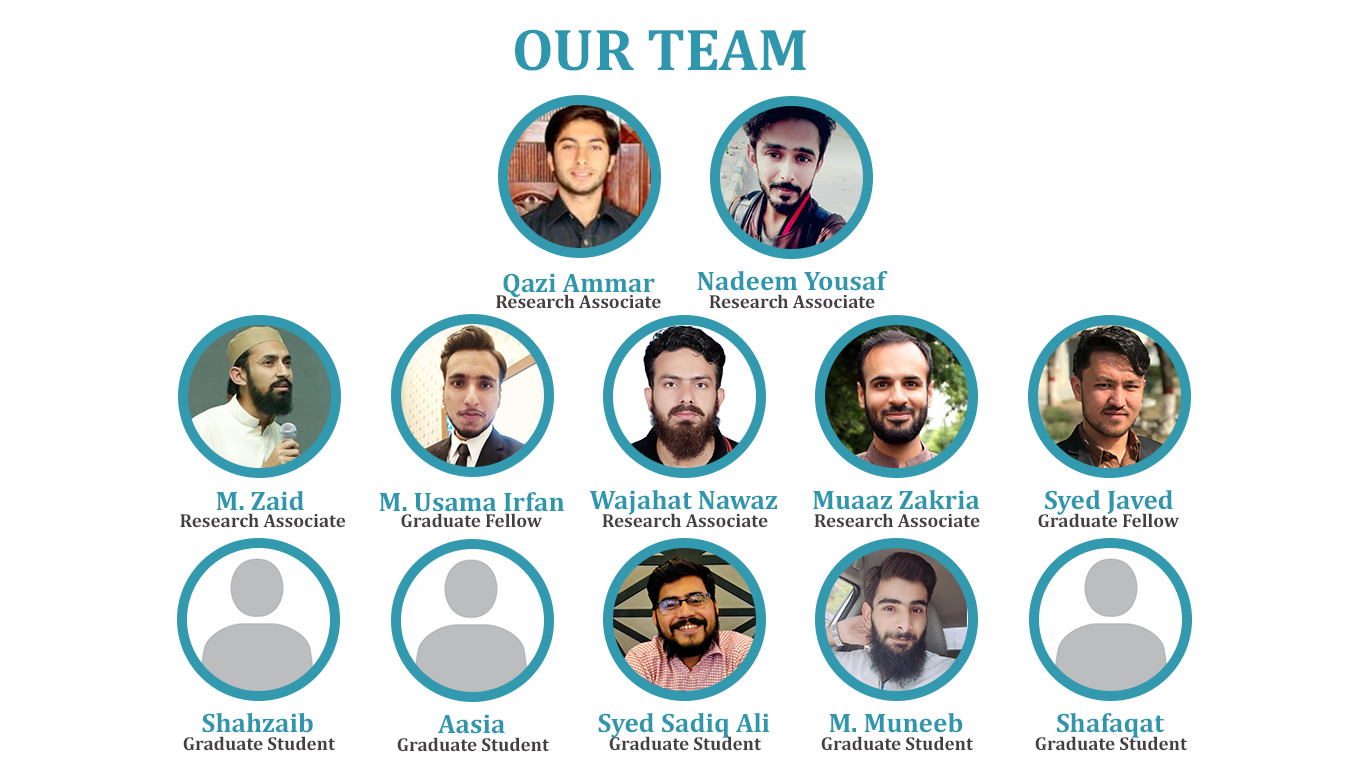 OUR TEAM
Qazi Ammar
Research Associate
Nadeem Yousaf
Research Associate
M. Zaid
Research Associate
M. Usama Irfan
Graduate Fellow
Wajahat Nawaz
Research Associate
Muaaz Zakria
Research Associate
Syed Javed
Graduate Fellow
Shahzaib
Graduate Student
Aasia
Graduate Student
Syed Sadiq Ali
Graduate Student
M. Muneeb
Graduate Student
Shafaqat
Graduate Student